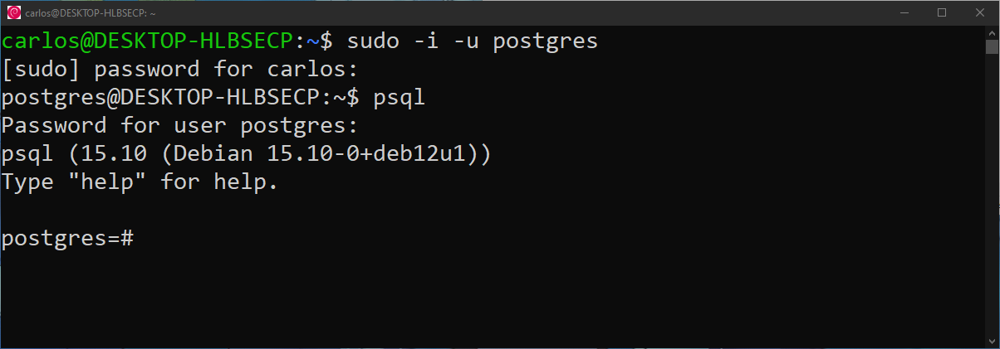 carlos@DESKTOP-HLBSECP: ~
carlos@DESKTOP-HLBSECP:~$ sudo -i -u postgres
[sudo] password for carlos:
postgres@DESKTOP-HLBSECP:~$ psql
Password for user postgres:
psql (15.10 (Debian 15.10-0+deb12u1))
Type "help" for help.
postgres=#